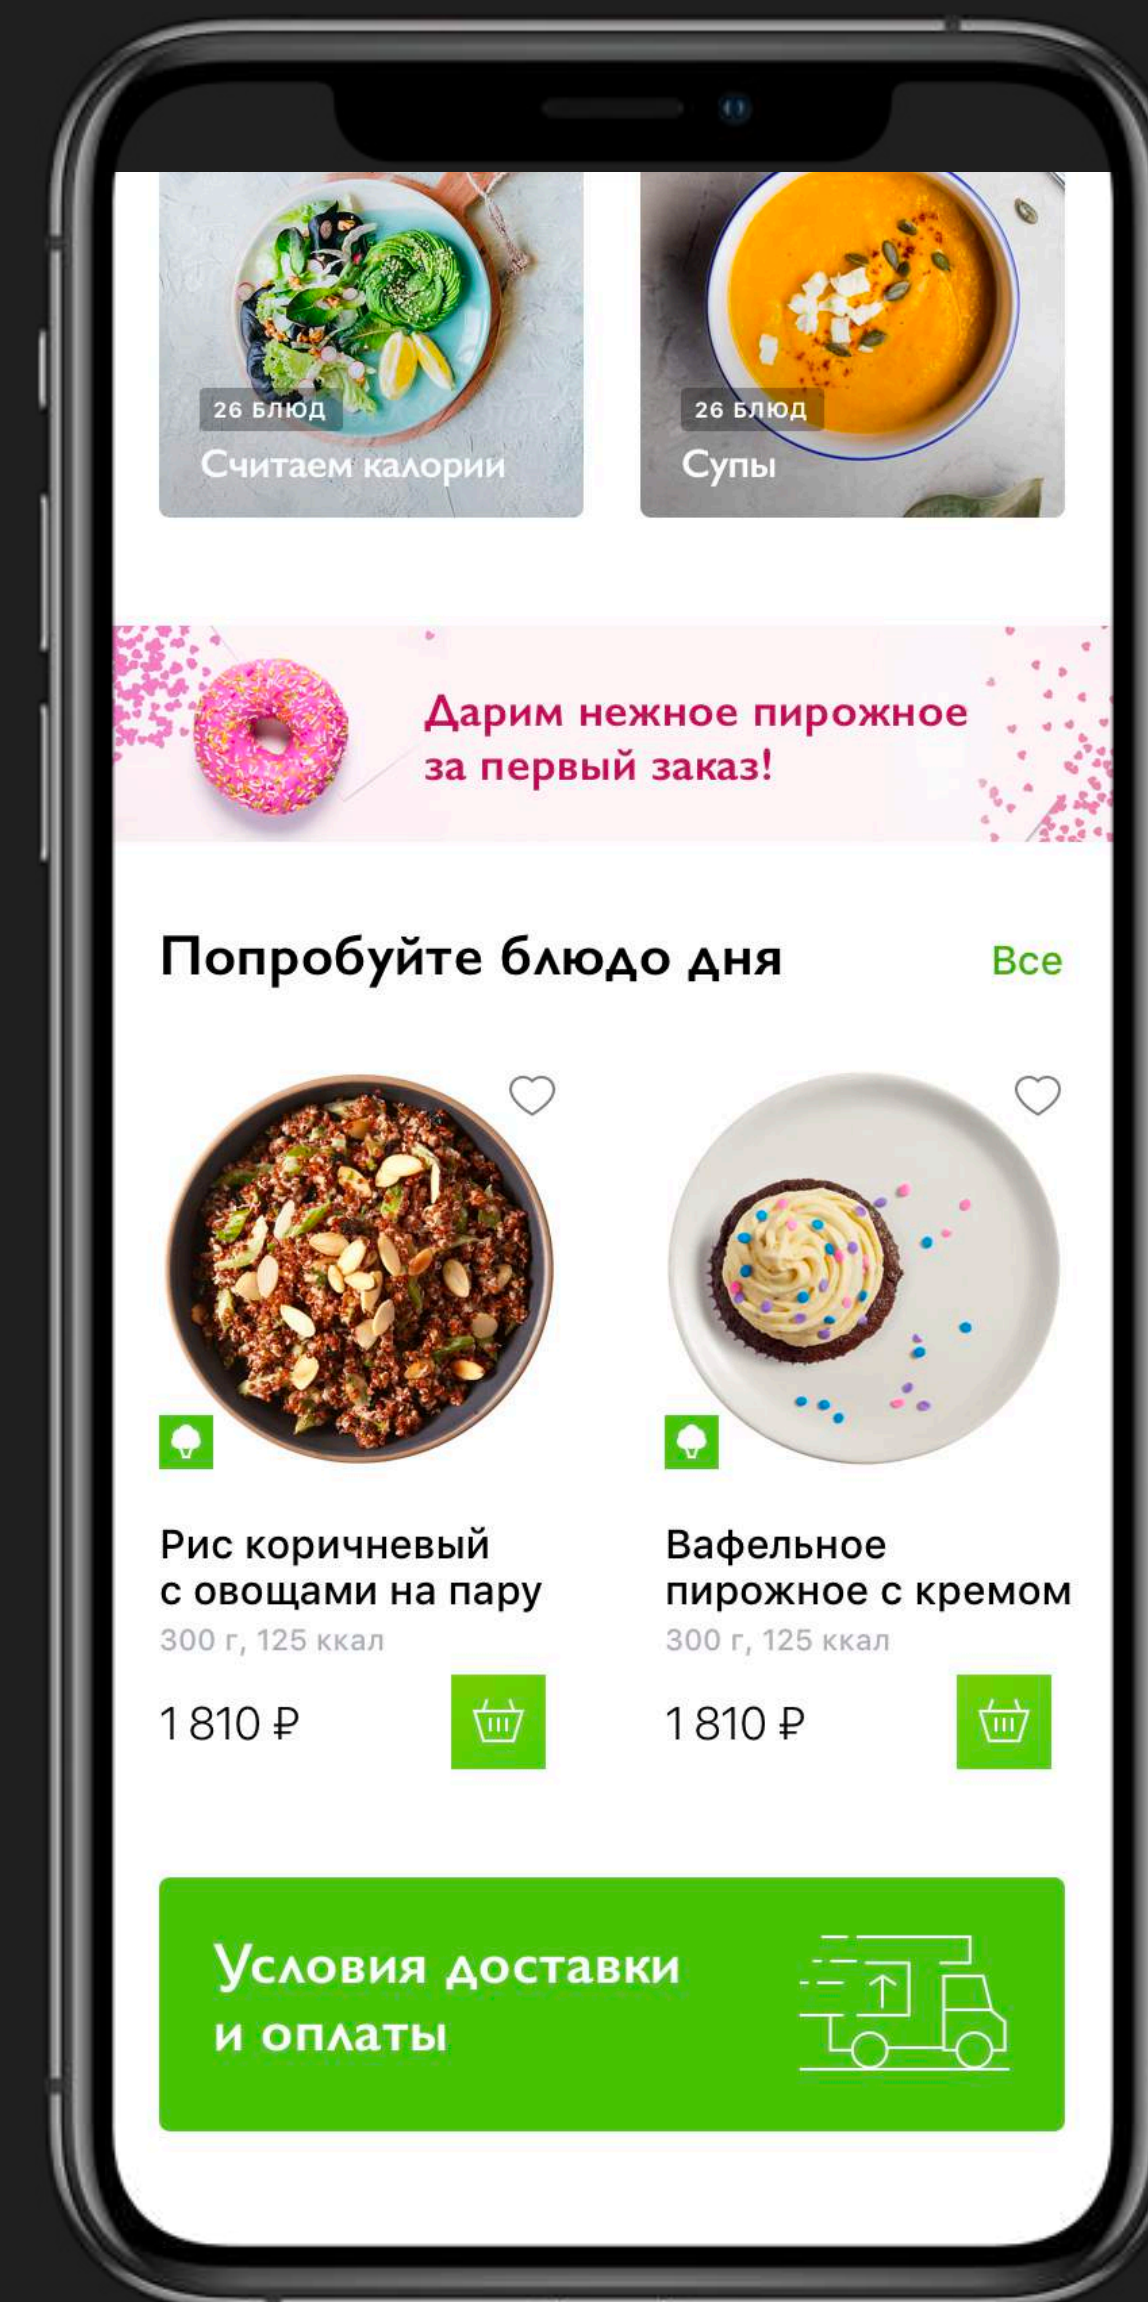 26 БЛЮД
Считаем калории
26 БЛЮД
Супы
Дарим нежное пирожное
за первый заказ!
Попробуйте блюдо дня
Все
Рис коричневый
с овощами на пару
300 г, 125 ккал
1 810 ₽
Вафельное
пирожное с кремом
300 г, 125 ккал
1 810 ₽
Условия доставки
и оплаты